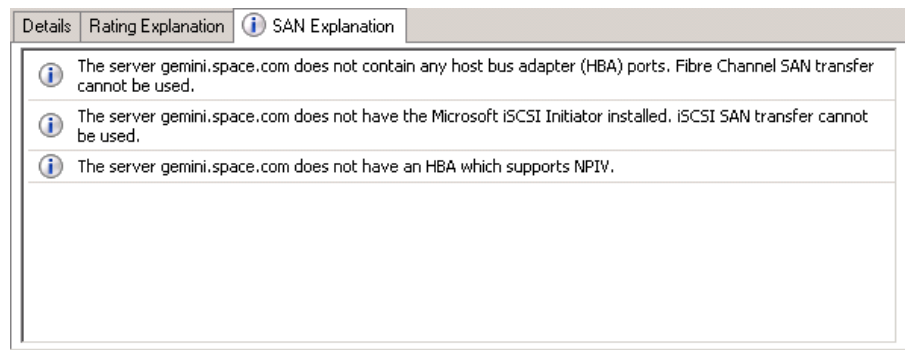 Details Rating Explanation SAN Explanation
The server gemini.space.com does not contain any host bus adapter (HBA) ports. Fibre Channel SAN transfer
cannot be used.
The server gemini.space.com does not have the Microsoft iSCSI Initiator installed. iSCSI SAN transfer cannot
be used.
The server gemini.space.com does not have an HBA which supports NPIV.